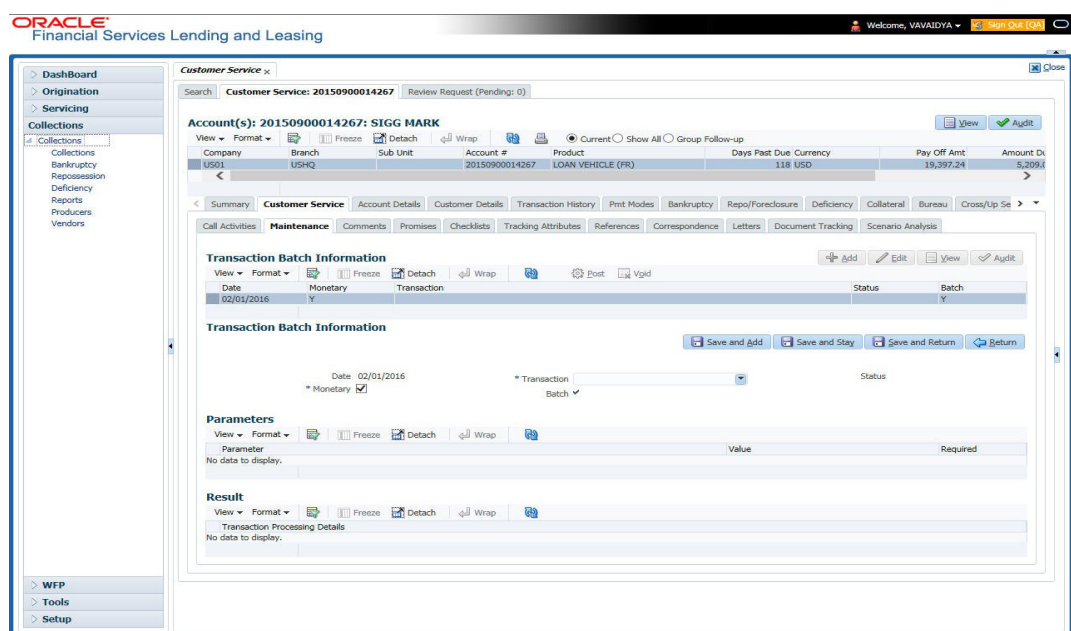 ORACLE
Financial Services Lending and Leasing
Welcome, VAVAIDYA
Sign Out [QA]
Close
DashBoard
Origination
Servicing
Collections
Collections
Collections
Bankruptcy
Repossession
Deficiency
Reports
Producers
Vendors
WFP
Tools
Setup
Customer Service x
Search Customer Service: 20150900014267 Review Request (Pending: 0)
Account(s): 20150900014267: SIGG MARK
View Audit
View Format Freeze Detach Wrap Current Show All Group Follow-up
Company Branch Sub Unit Account # Product Days Past Due Currency Pay Off Amt Amount Du
US01 USHQ 20150900014267 LOAN VEHICLE (FR) 118 USD 19,397.24 5,209.0
Summary Customer Service Account Details Customer Details Transaction History Pmt Modes Bankruptcy Repo/Foreclosure Deficiency Collateral Bureau Cross/Up Se
Call Activities Maintenance Comments Promises Checklists Tracking Attributes References Correspondence Letters Document Tracking Scenario Analysis
Transaction Batch Information
Add Edit View Audit
View Format Freeze Detach Wrap Post Void
Date Monetary Transaction Status Batch
02/01/2016 Y Y
Transaction Batch Information
Save and Add Save and Stay Save and Return Return
Date 02/01/2016 * Transaction Status
* Monetary Batch
Parameters
View Format Freeze Detach Wrap
Parameter Value Required
No data to display.
Result
View Format Freeze Detach Wrap
Transaction Processing Details
No data to display.